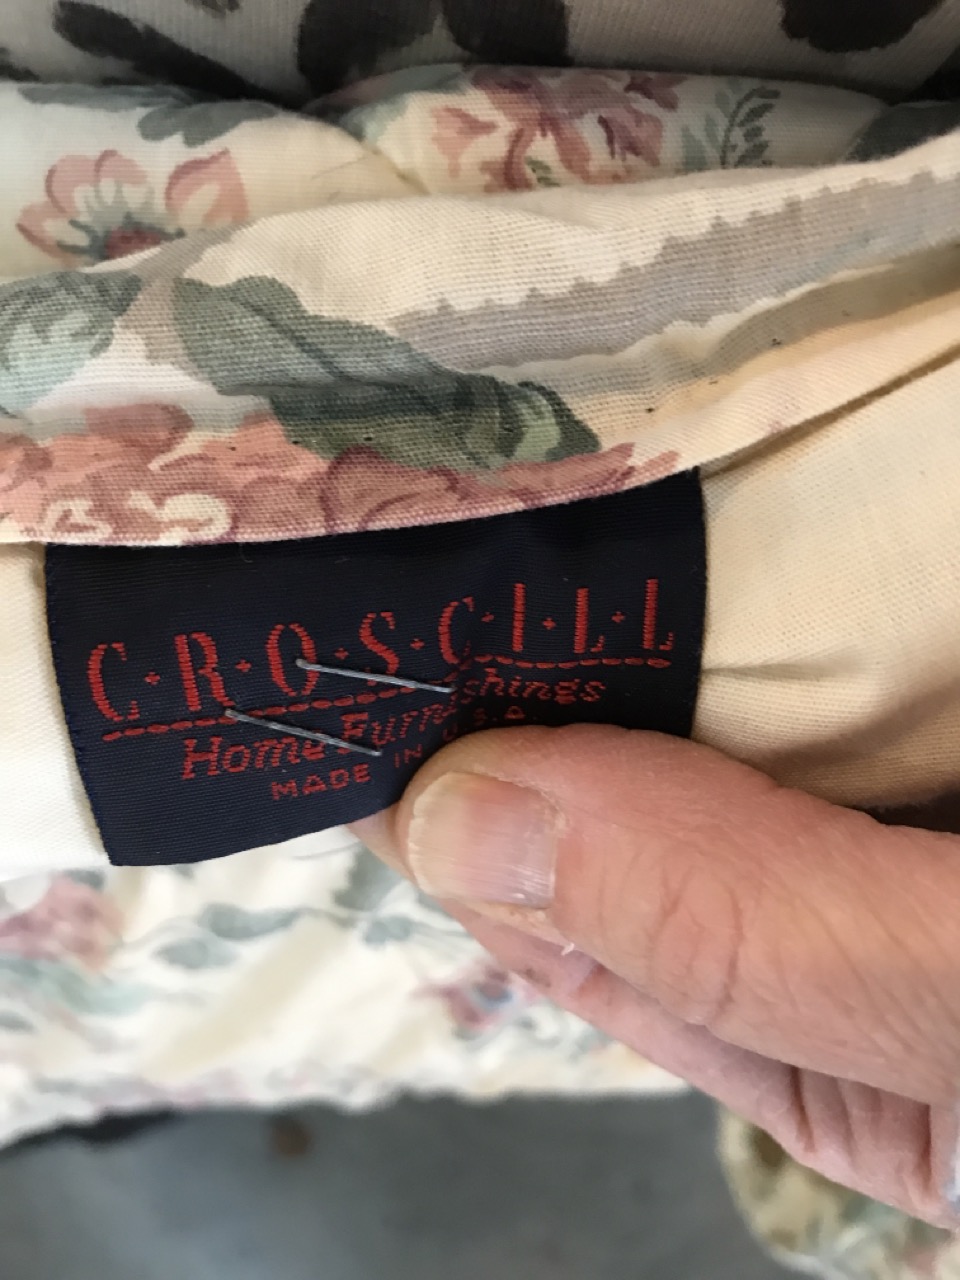 C·R·O·S·C·I·L·L
Home Furnishings
MADE IN U.S.A.